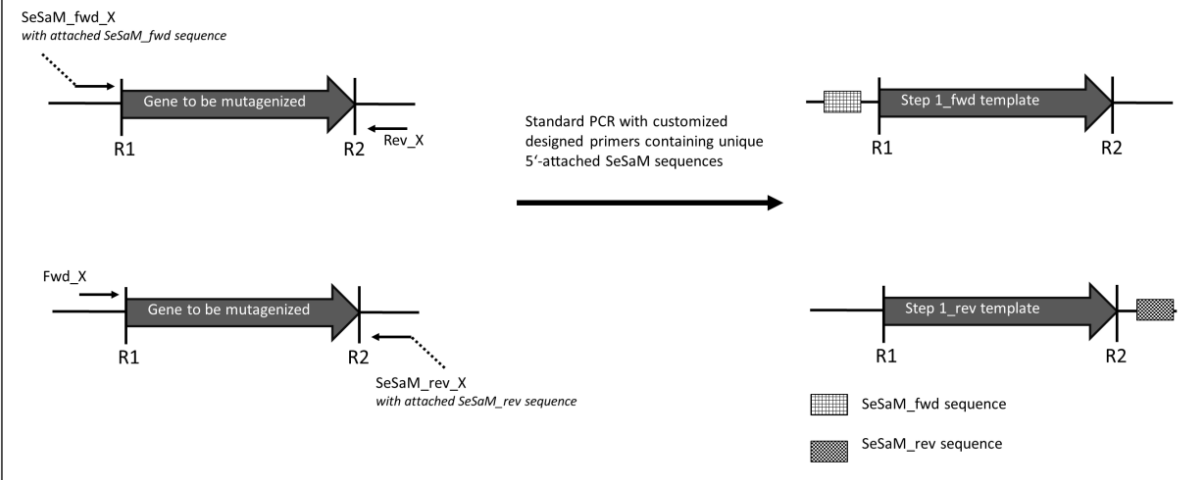 SeSaM_fwd_X
with attached SeSaM_fwd sequence
Gene to be mutagenized
R1
R2
Rev_X
Standard PCR with customized
designed primers containing unique
5‘-attached SeSaM sequences
Step 1_fwd template
R1
R2
Fwd_X
Gene to be mutagenized
R1
R2
SeSaM_rev_X
with attached SeSaM_rev sequence
Step 1_rev template
R1
R2
SeSaM_fwd sequence
SeSaM_rev sequence